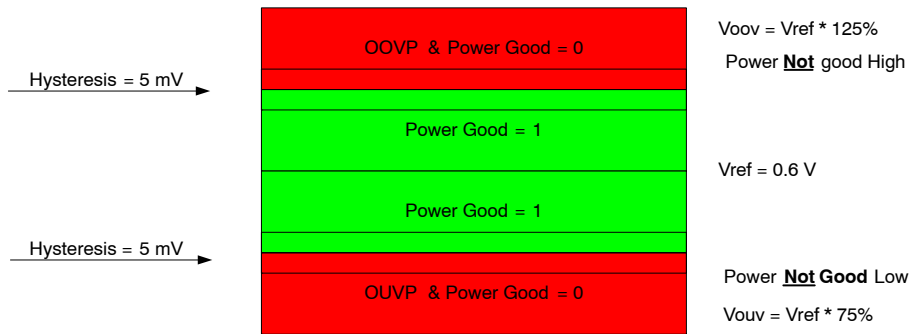 Voov = Vref * 125%
OOVP & Power Good = 0
Power Not good High
Hysteresis = 5 mV
Power Good = 1
Vref = 0.6 V
Power Good = 1
Hysteresis = 5 mV
Power Not Good Low
OUVP & Power Good = 0
Vouv = Vref * 75%